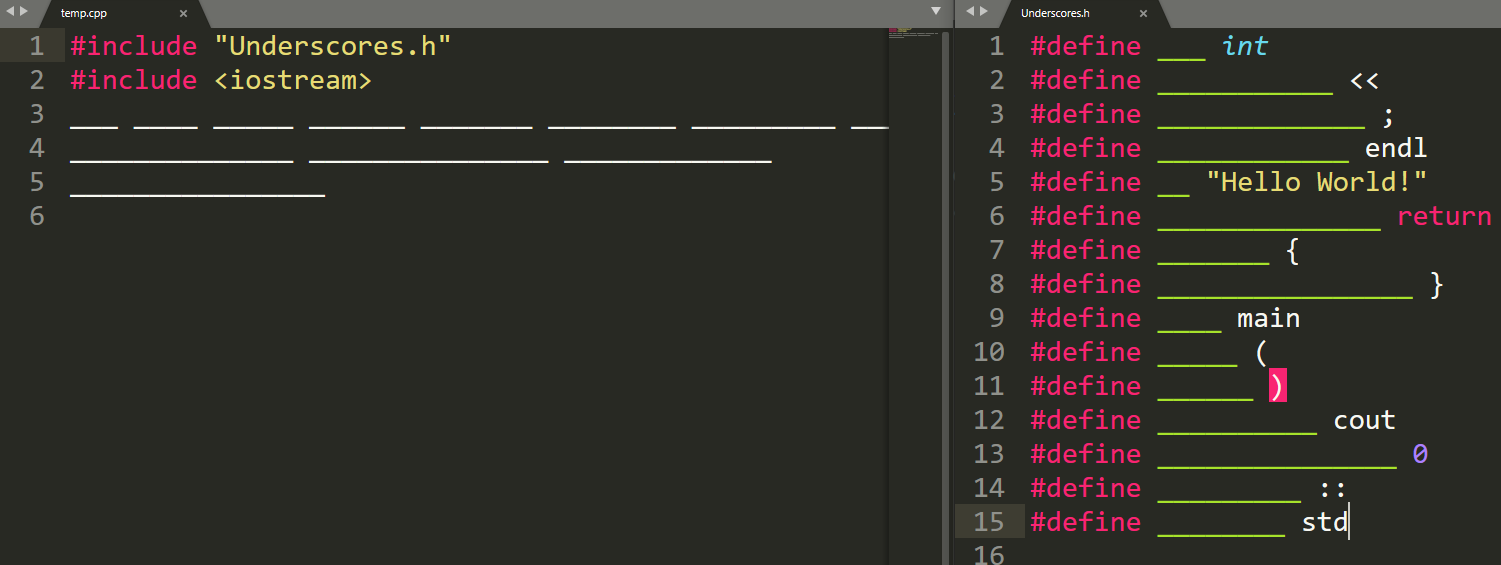 temp.cpp
1 #include "Underscores.h"
2 #include <iostream>
3 ___ ____ _____ ______ _______ ________ _________ __
4 ______________ _______________ _____________
5 ________________
6
Underscores.h
1 #define ___ int
2 #define ___________ <<
3 #define _____________ ;
4 #define ____________ endl
5 #define __ "Hello World!"
6 #define ______________ return
7 #define _______ {
8 #define ________________ }
9 #define ____ main
10 #define _____ (
11 #define ______ )
12 #define __________ cout
13 #define _______________ 0
14 #define _________ ::
15 #define ________ std
16